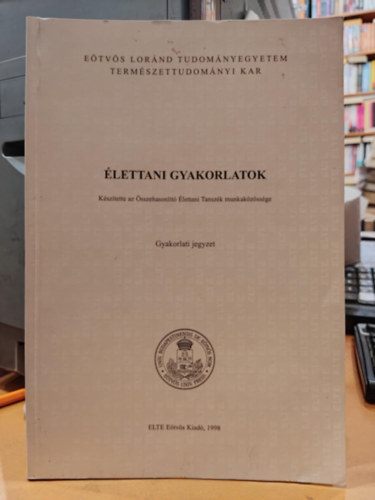 EÖTVÖS LORÁND TUDOMÁNYEGYETEM
TERMÉSZETTUDOMÁNYI KAR
ÉLETTANI GYAKORLATOK
Készítette az Összehasonlító Élettani Tanszék munkaközössége
Gyakorlati jegyzet
ELTE Eötvös Kiadó, 1998